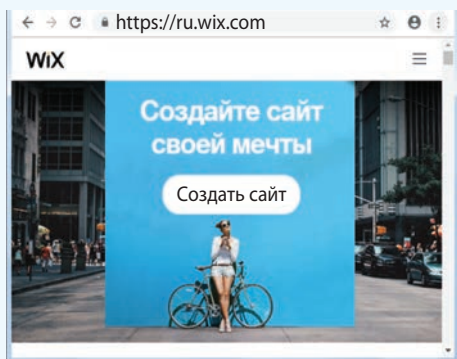 https://ru.wix.com
WiX
Создайте сайт
своей мечты
Создать сайт